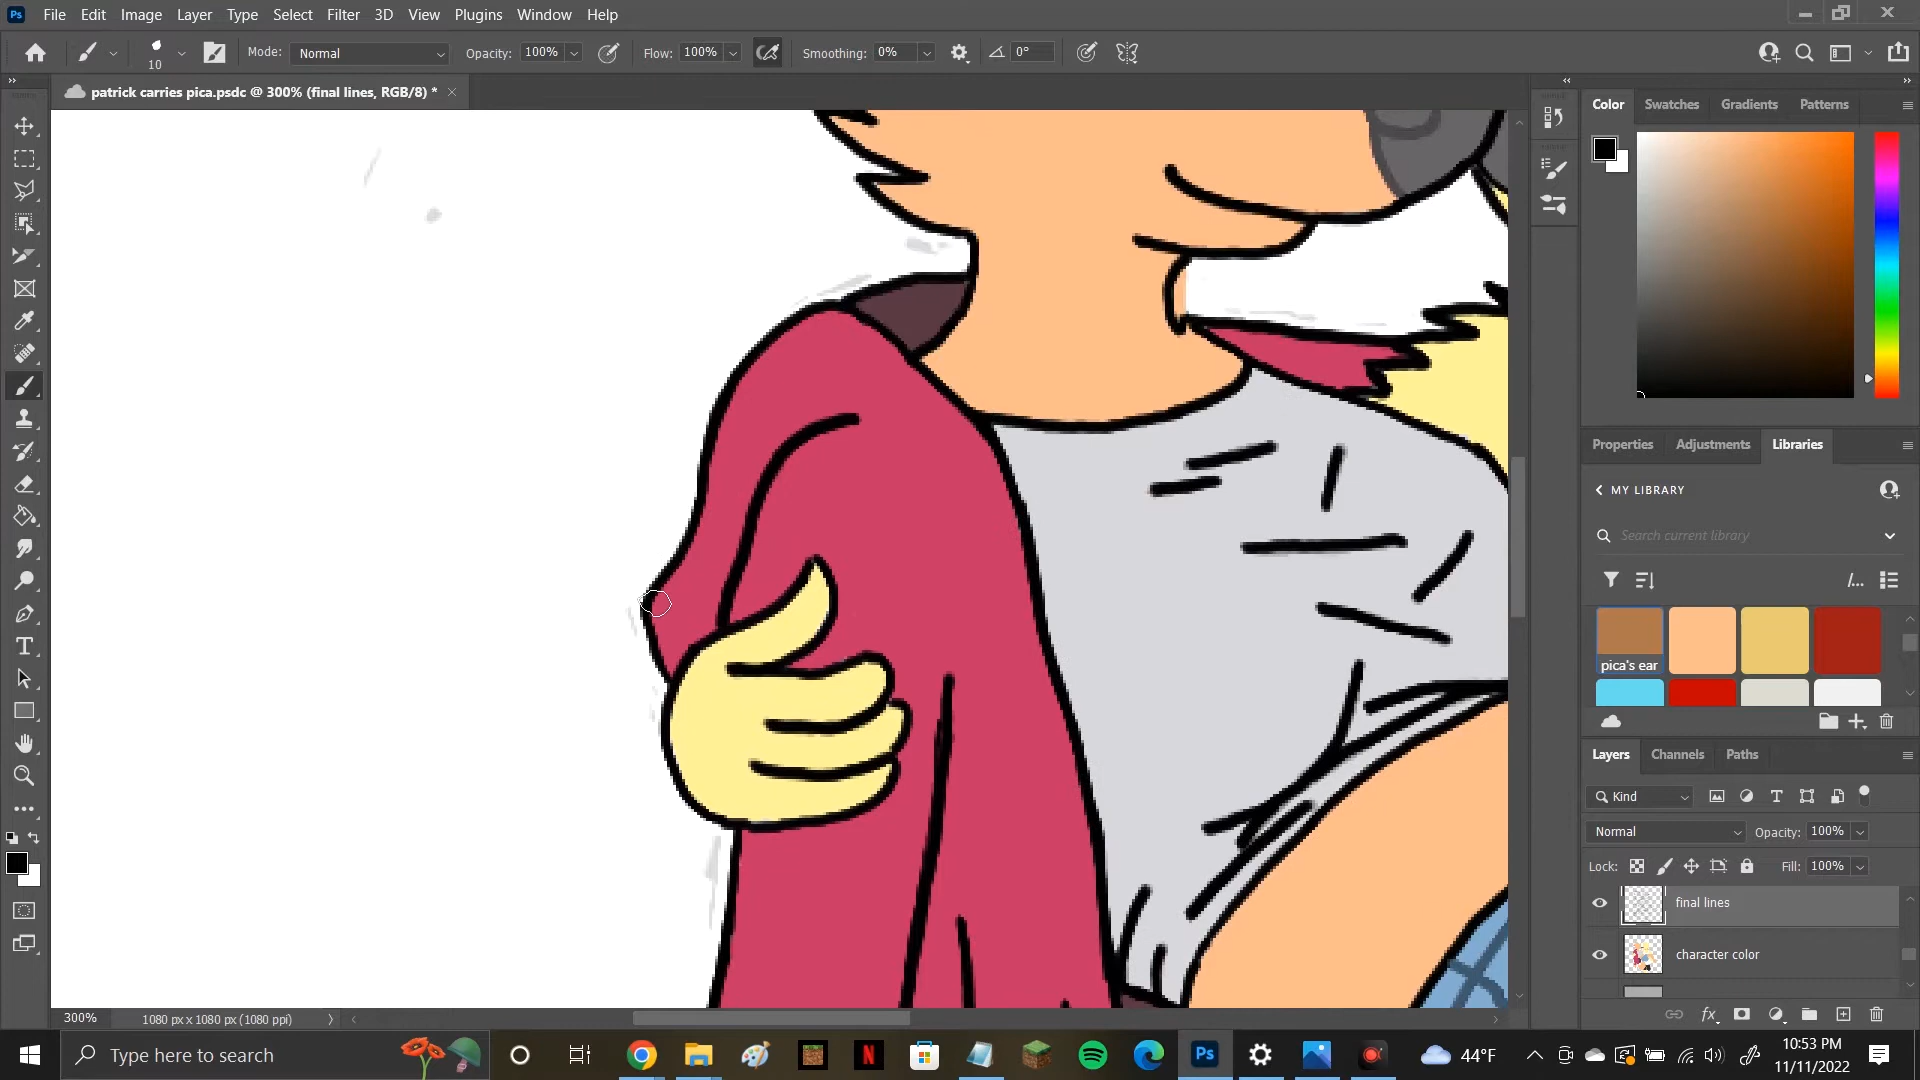 Ps File Edit Image Layer Type Select Filter 3D View Plugins Window Help
10 Mode: Normal Opacity: 100% Flow: 100% Smoothing: 0% 0°
patrick carries pica.psdc @ 300% (final lines, RGB/8) *
Color Swatches Gradients Patterns
Properties Adjustments Libraries
MY LIBRARY
Search current library
/...
pica's ear
Layers Channels Paths
Kind
Normal Opacity: 100%
Lock: Fill: 100%
final lines
character color
fx
300% 1080 px x 1080 px (1080 ppi)
Type here to search
N
Ps
44°F
10:53 PM
11/11/2022